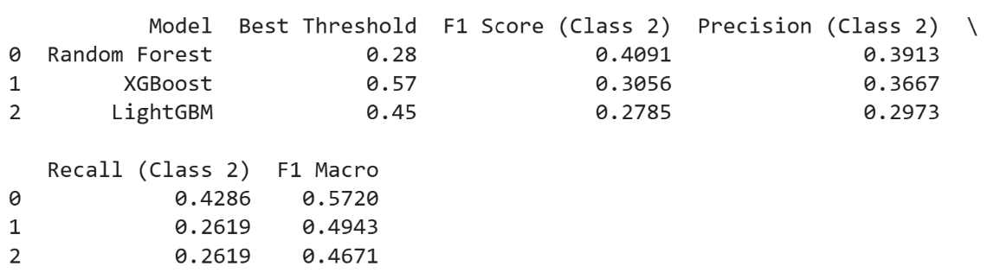 Model Best Threshold F1 Score (Class 2) Precision (Class 2) \
0 Random Forest 0.28 0.4091 0.3913
1 XGBoost 0.57 0.3056 0.3667
2 LightGBM 0.45 0.2785 0.2973
Recall (Class 2) F1 Macro
0 0.4286 0.5720
1 0.2619 0.4943
2 0.2619 0.4671